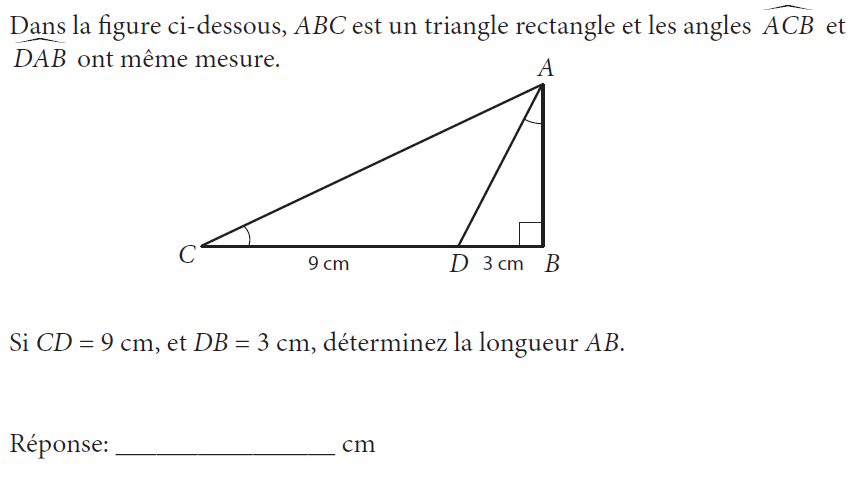 Dans la figure ci-dessous, ABC est un triangle rectangle et les angles ACB et
DAB ont même mesure.
A
C
9 cm
D
3 cm
B
Si CD = 9 cm, et DB = 3 cm, déterminez la longueur AB.
Réponse: ________________ cm